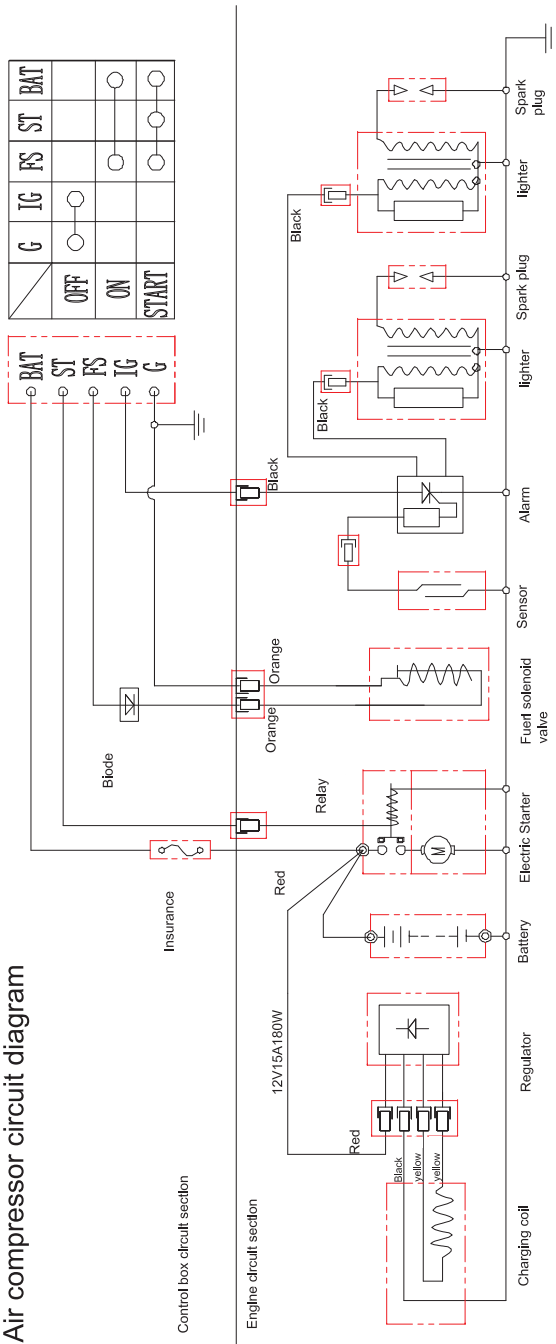 Air compressor circuit diagram
G IG FS ST BAT
OFF
ON
START
BAT
ST
FS
IG
G
Control box circuit section
Engine circuit section
Insurance
Biode
Red
Relay
Orange
Orange
Black
Black
Black
12V15A180W
Red
Black
yellow
yellow
M
Charging coil
Regulator
Battery
Electric Starter
Fuerl solenoid
valve
Sensor
Alarm
lighter
Spark plug
lighter
Spark
plug